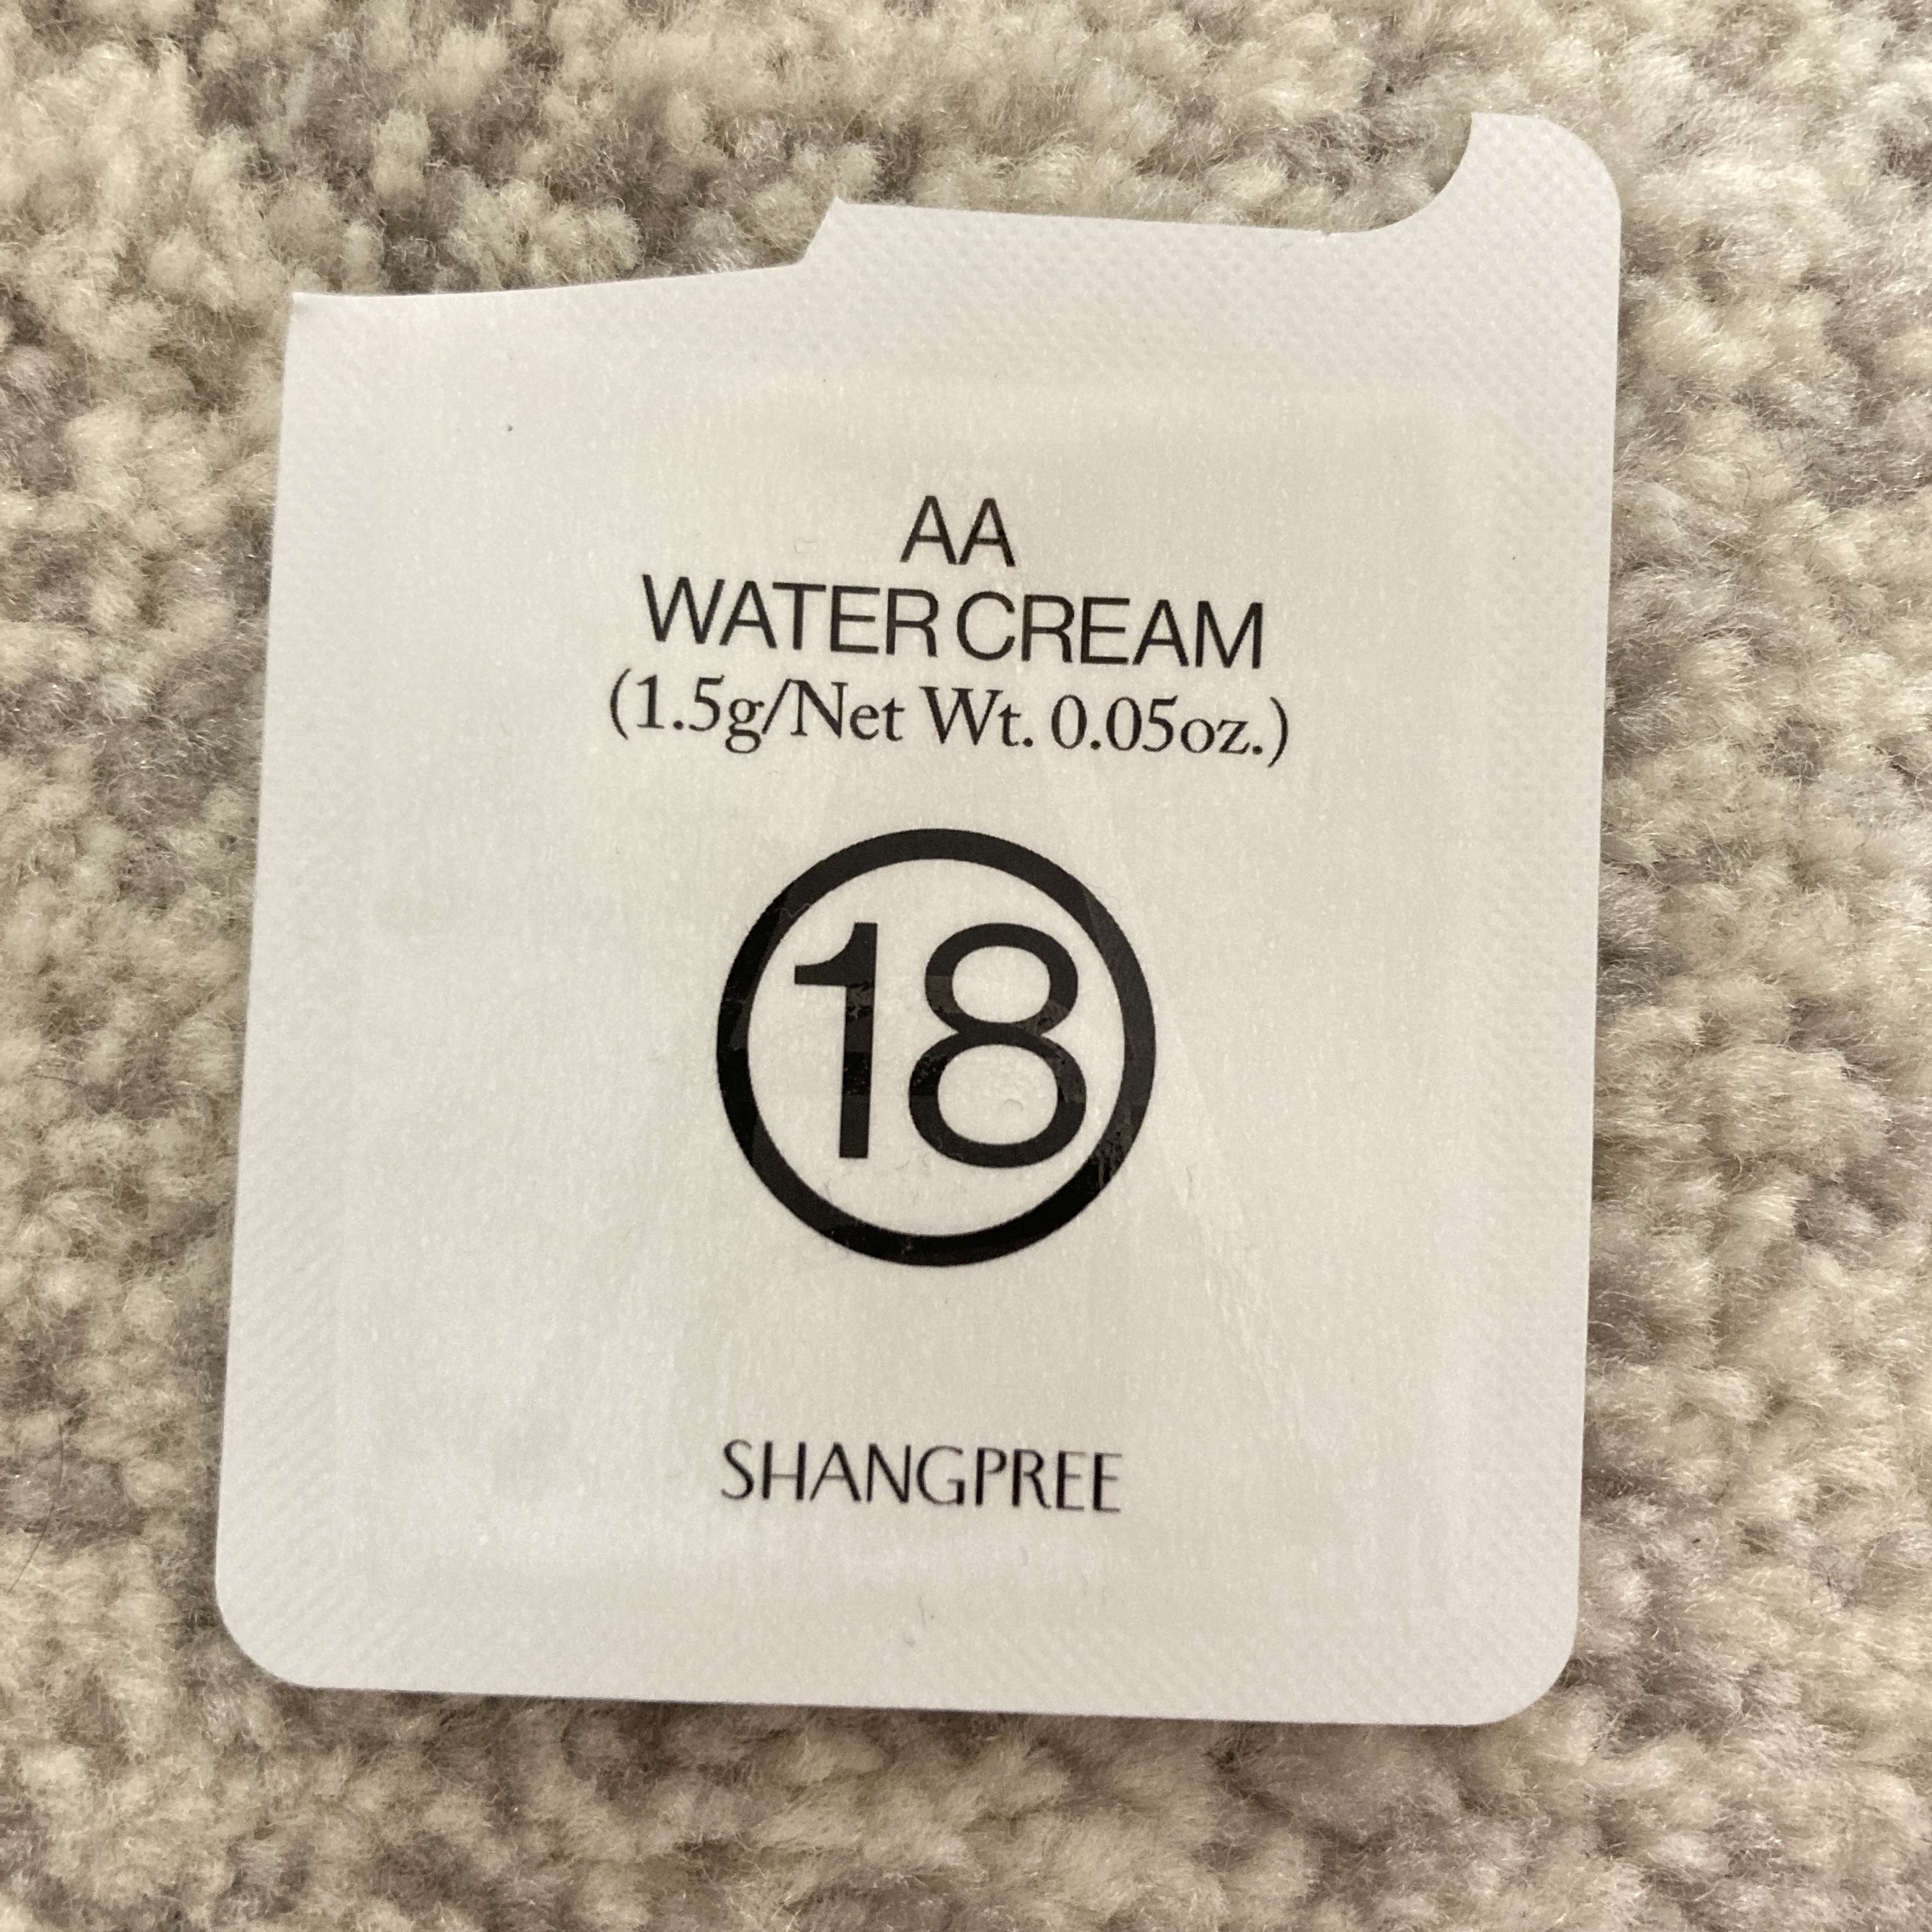 AA
WATER CREAM
(1.5g/Net Wt. 0.05oz.)
18
SHANGPREE